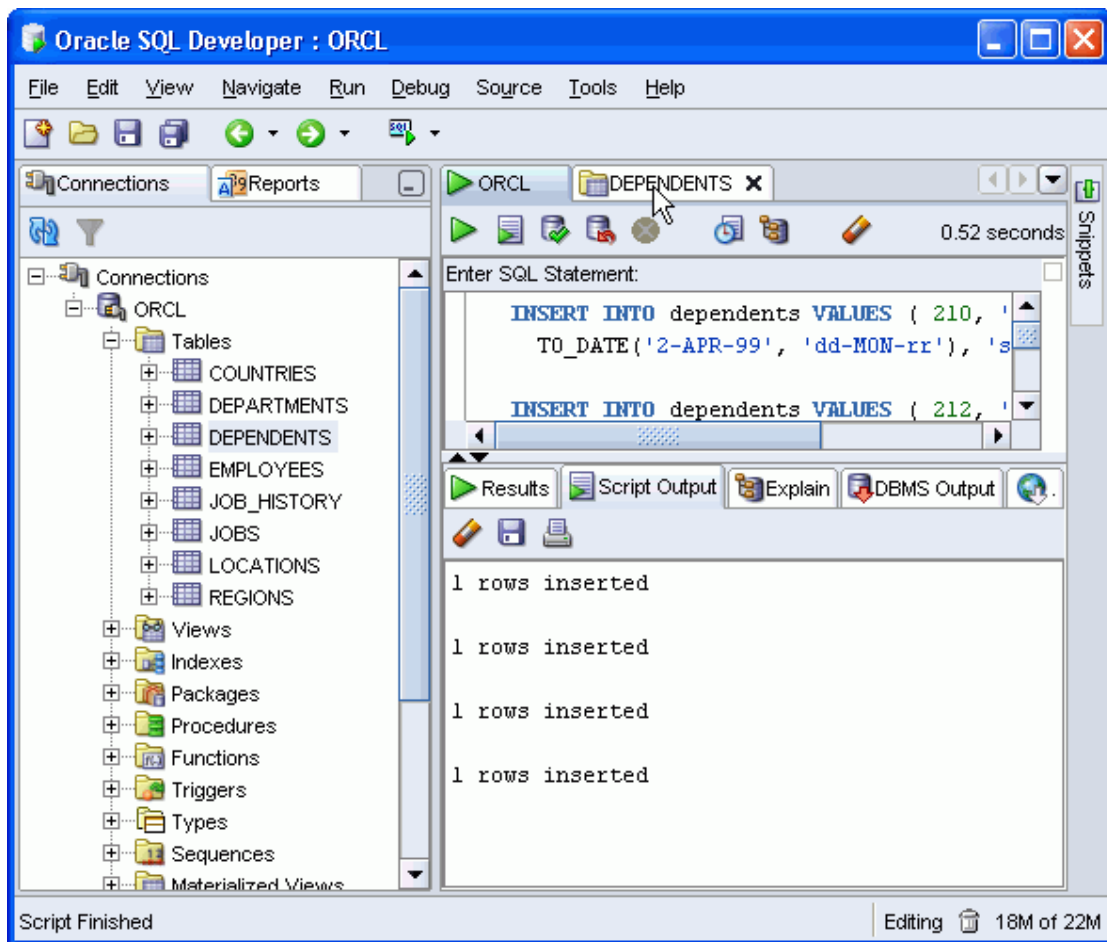 Oracle SQL Developer : ORCL
File Edit View Navigate Run Debug Source Tools Help
Connections Reports
ORCL DEPENDENTS
0.52 seconds
Snippets
Enter SQL Statement:
INSERT INTO dependents VALUES ( 210, '
TO_DATE('2-APR-99', 'dd-MON-rr'), 's
INSERT INTO dependents VALUES ( 212, '
Connections
ORCL
Tables
COUNTRIES
DEPARTMENTS
DEPENDENTS
EMPLOYEES
JOB_HISTORY
JOBS
LOCATIONS
REGIONS
Views
Indexes
Packages
Procedures
Functions
Triggers
Types
Sequences
Materialized Views
Results Script Output Explain DBMS Output .
1 rows inserted
1 rows inserted
1 rows inserted
1 rows inserted
Script Finished
Editing 18M of 22M